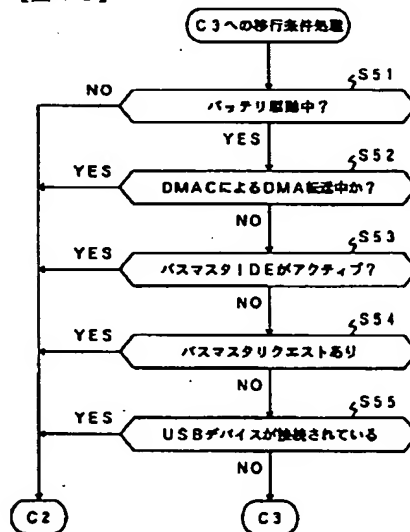 C3への移行条件処理
S51
NO
バッテリ駆動中?
YES
S52
YES
DMACによるDMA転送中か?
NO
S53
YES
バスマスタIDEがアクティブ?
NO
S54
YES
バスマスタリクエストあり
NO
S55
YES
USBデバイスが接続されている
NO
C2
C3